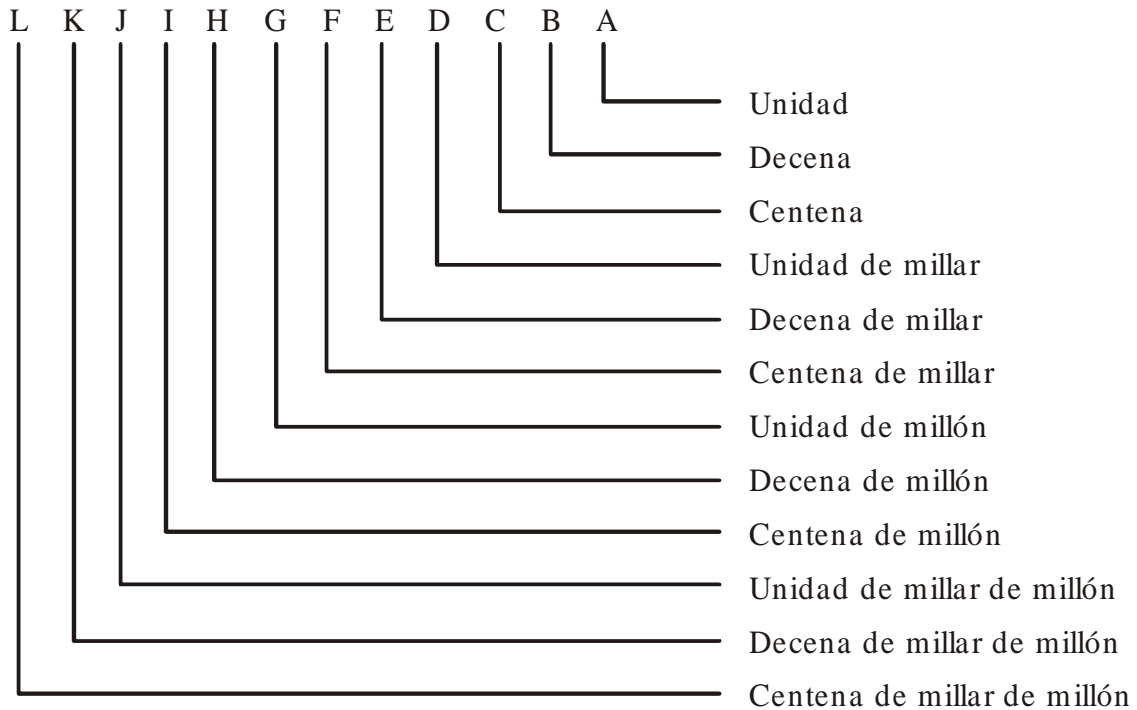 L K J I H G F E D C B A
Unidad
Decena
Centena
Unidad de millar
Decena de millar
Centena de millar
Unidad de millón
Decena de millón
Centena de millón
Unidad de millar de millón
Decena de millar de millón
Centena de millar de millón